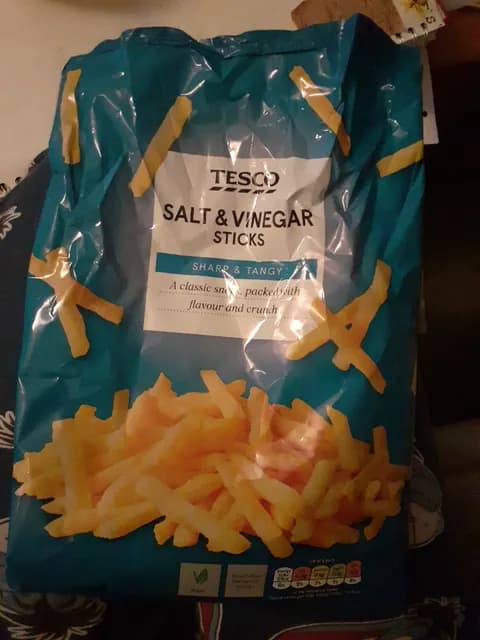 TESCO
SALT & VINEGAR
STICKS
SHARP & TANGY
A classic snack, packed with
flavour and crunch